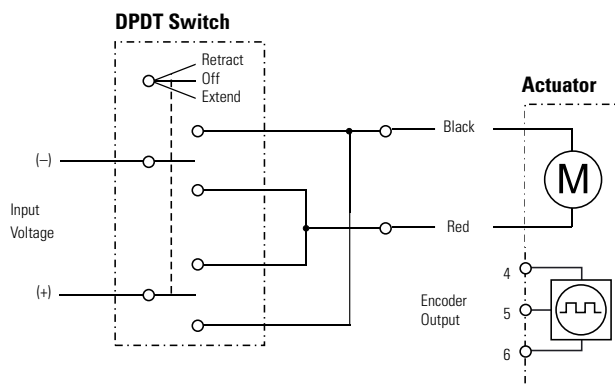 DPDT Switch
Retract
Off
Extend
Actuator
Black
(–)
M
Input
Voltage
Red
4
(+)
Encoder
Output
5
6